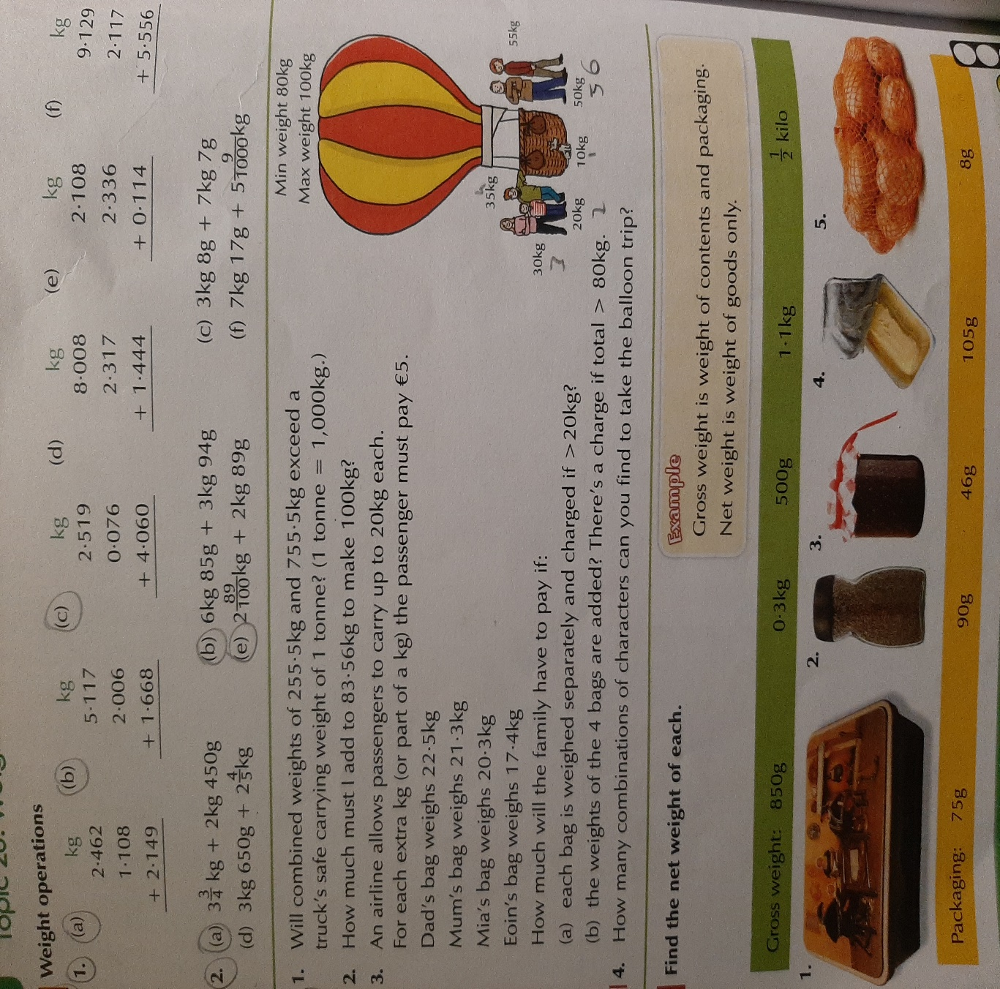 Weight operations
1. (a) kg (b) kg (c) kg (d) kg (e) kg (f) kg
2·462 5·117 2·519 8·008 2·108 9·129
1·108 2·006 0·076 2·317 2·336 2·117
+ 2·149 + 1·668 + 4·060 + 1·444 + 0·114 + 5·556
2. (a) 3 3/4 kg + 2kg 450g (b) 6kg 85g + 3kg 94g (c) 3kg 8g + 7kg 7g
(d) 3kg 650g + 2 4/5 kg (e) 2 89/100 kg + 2kg 89g (f) 7kg 17g + 5 9/1000 kg
1. Will combined weights of 255·5kg and 755·5kg exceed a
truck's safe carrying weight of 1 tonne? (1 tonne = 1,000kg.)
2. How much must I add to 83·56kg to make 100kg?
3. An airline allows passengers to carry up to 20kg each.
For each extra kg (or part of a kg) the passenger must pay €5.
Dad's bag weighs 22·5kg
Mum's bag weighs 21·3kg
Mia's bag weighs 20·3kg
Eoin's bag weighs 17·4kg
How much will the family have to pay if:
(a) each bag is weighed separately and charged if >20kg?
(b) the weights of the 4 bags are added? There's a charge if total > 80kg.
4. How many combinations of characters can you find to take the balloon trip?
Min weight 80kg
Max weight 100kg
35kg
55kg
30kg
20kg
10kg
50kg
3
2
1
5 6
Find the net weight of each.
Example
Gross weight is weight of contents and packaging.
Net weight is weight of goods only.
Gross weight: 850g 0·3kg 500g 1·1kg 1/2 kilo
1. 2. 3. 4. 5.
Packaging: 75g 90g 46g 105g 8g